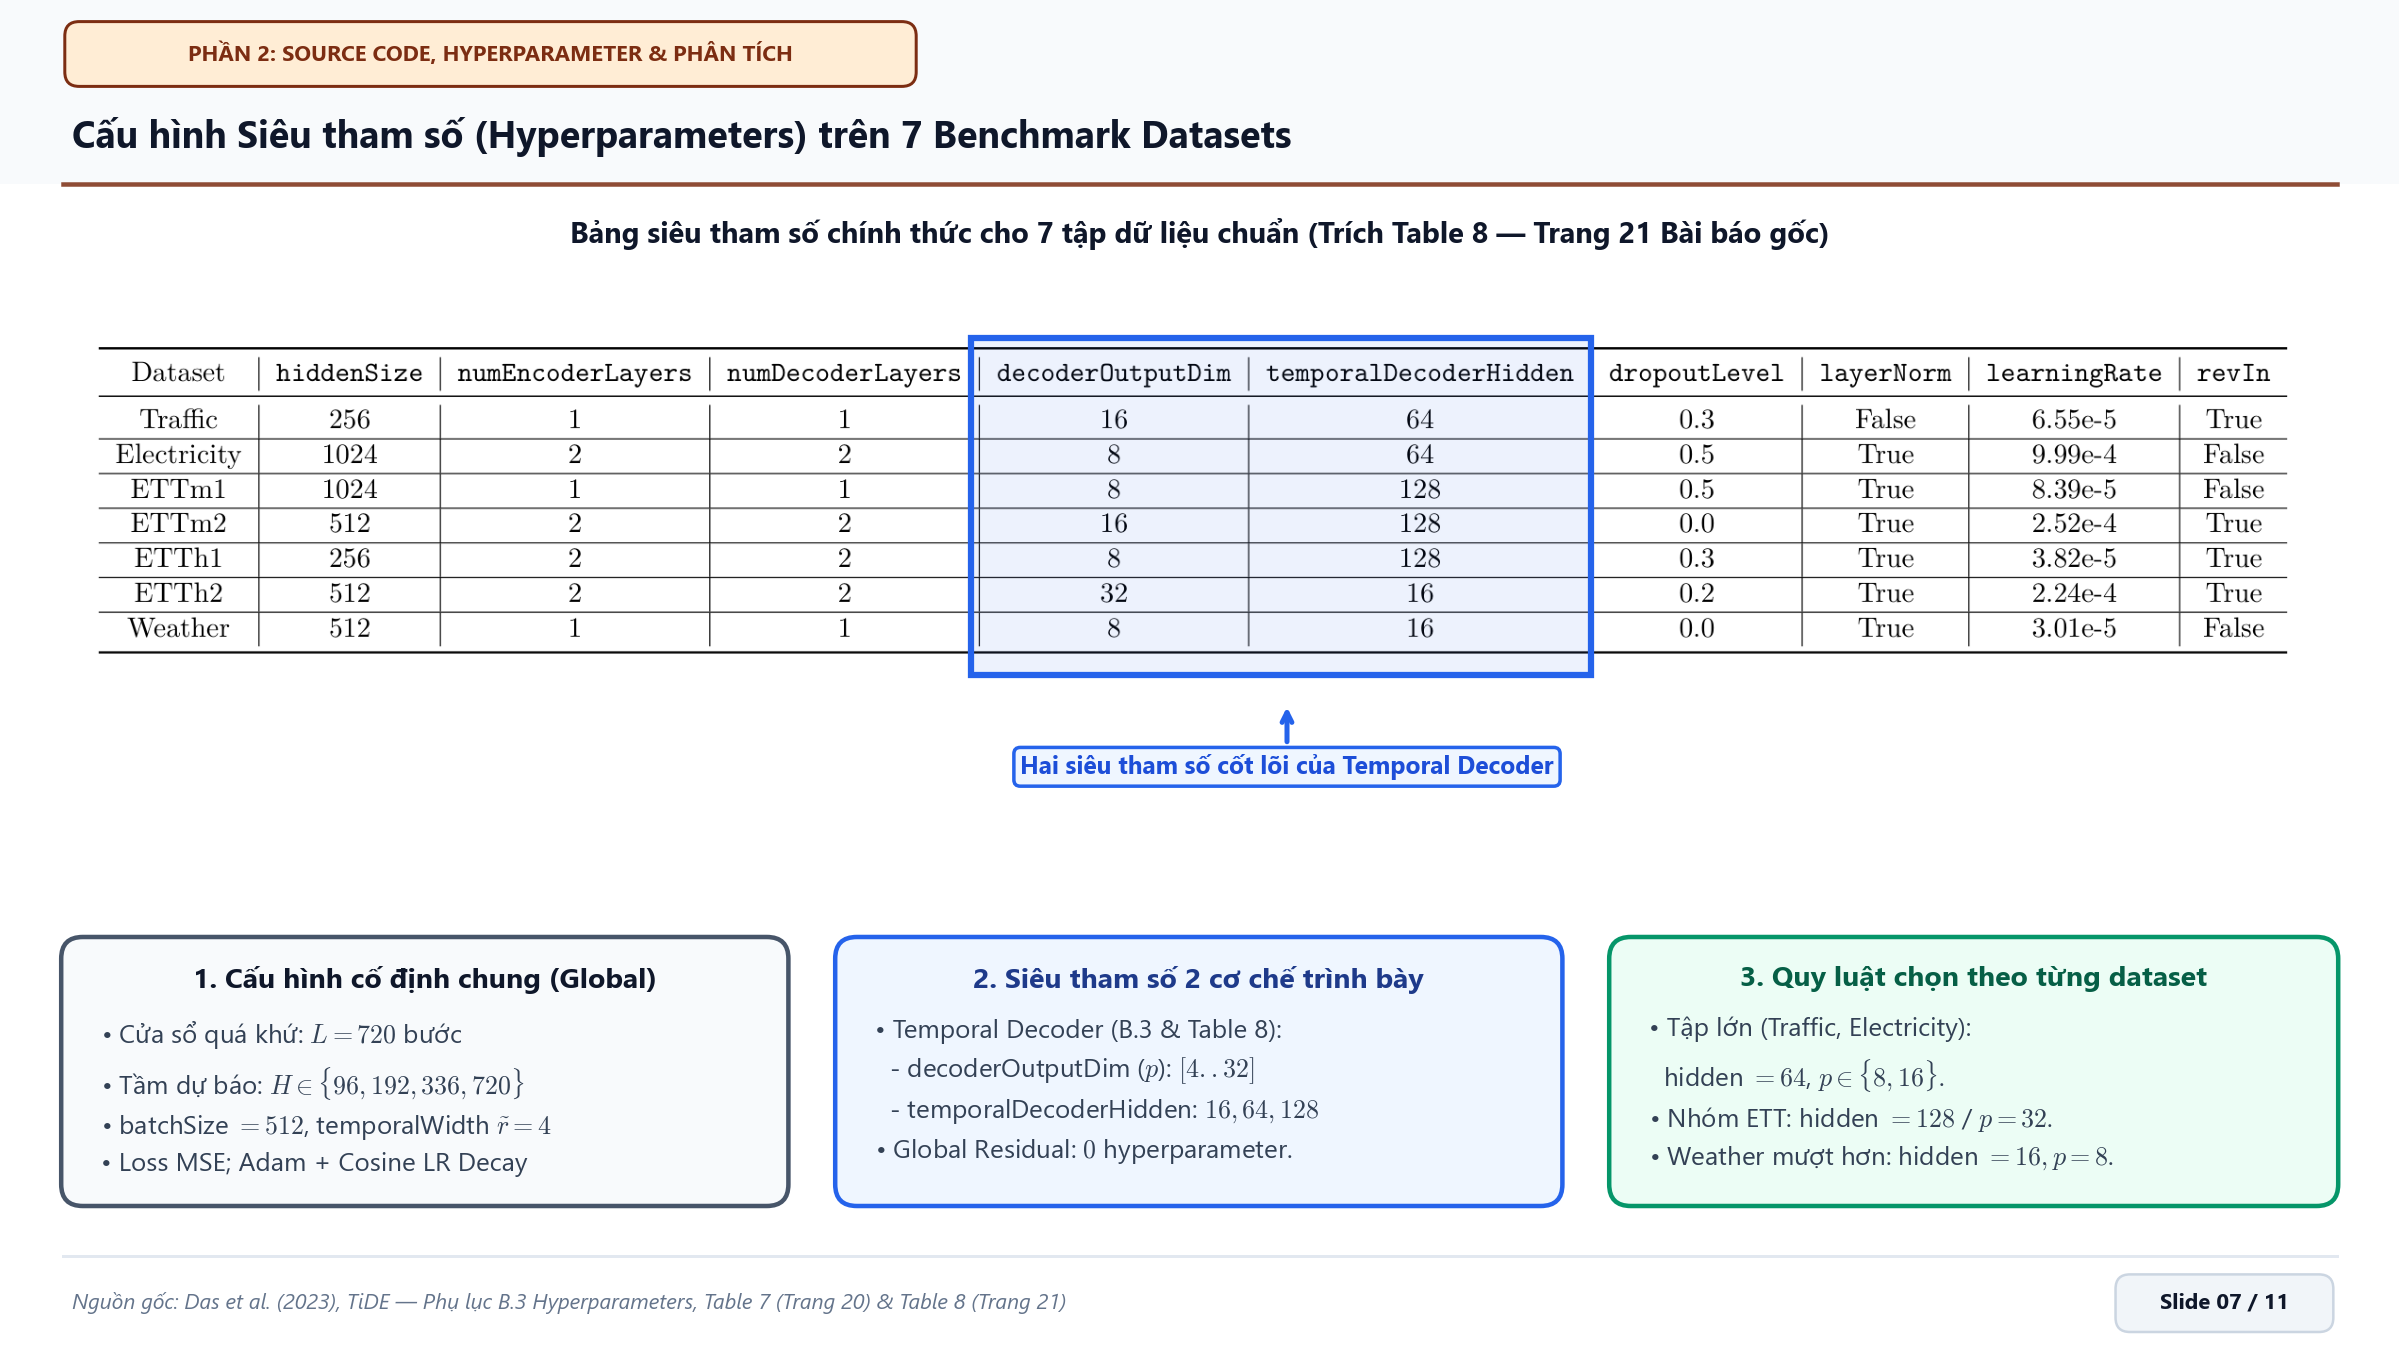 PHẦN 2: SOURCE CODE, HYPERPARAMETER & PHÂN TÍCH
Cấu hình Siêu tham số (Hyperparameters) trên 7 Benchmark Datasets
Bảng siêu tham số chính thức cho 7 tập dữ liệu chuẩn (Trích Table 8 — Trang 21 Bài báo gốc)
Dataset hiddenSize numEncoderLayers numDecoderLayers decoderOutputDim temporalDecoderHidden dropoutLevel layerNorm learningRate revIn
Traffic 256 1 1 16 64 0.3 False 6.55e-5 True
Electricity 1024 2 2 8 64 0.5 True 9.99e-4 False
ETTm1 1024 1 1 8 128 0.5 True 8.39e-5 False
ETTm2 512 2 2 16 128 0.0 True 2.52e-4 True
ETTh1 256 2 2 8 128 0.3 True 3.82e-5 True
ETTh2 512 2 2 32 16 0.2 True 2.24e-4 True
Weather 512 1 1 8 16 0.0 True 3.01e-5 False
Hai siêu tham số cốt lõi của Temporal Decoder
1. Cấu hình cố định chung (Global)
• Cửa sổ quá khứ: L = 720 bước
• Tầm dự báo: H ∈ {96, 192, 336, 720}
• batchSize = 512, temporalWidth r̃ = 4
• Loss MSE; Adam + Cosine LR Decay
2. Siêu tham số 2 cơ chế trình bày
• Temporal Decoder (B.3 & Table 8):
- decoderOutputDim (p): [4..32]
- temporalDecoderHidden: 16, 64, 128
• Global Residual: 0 hyperparameter.
3. Quy luật chọn theo từng dataset
• Tập lớn (Traffic, Electricity):
hidden = 64, p ∈ {8, 16}.
• Nhóm ETT: hidden = 128 / p = 32.
• Weather mượt hơn: hidden = 16, p = 8.
Nguồn gốc: Das et al. (2023), TiDE — Phụ lục B.3 Hyperparameters, Table 7 (Trang 20) & Table 8 (Trang 21)
Slide 07 / 11